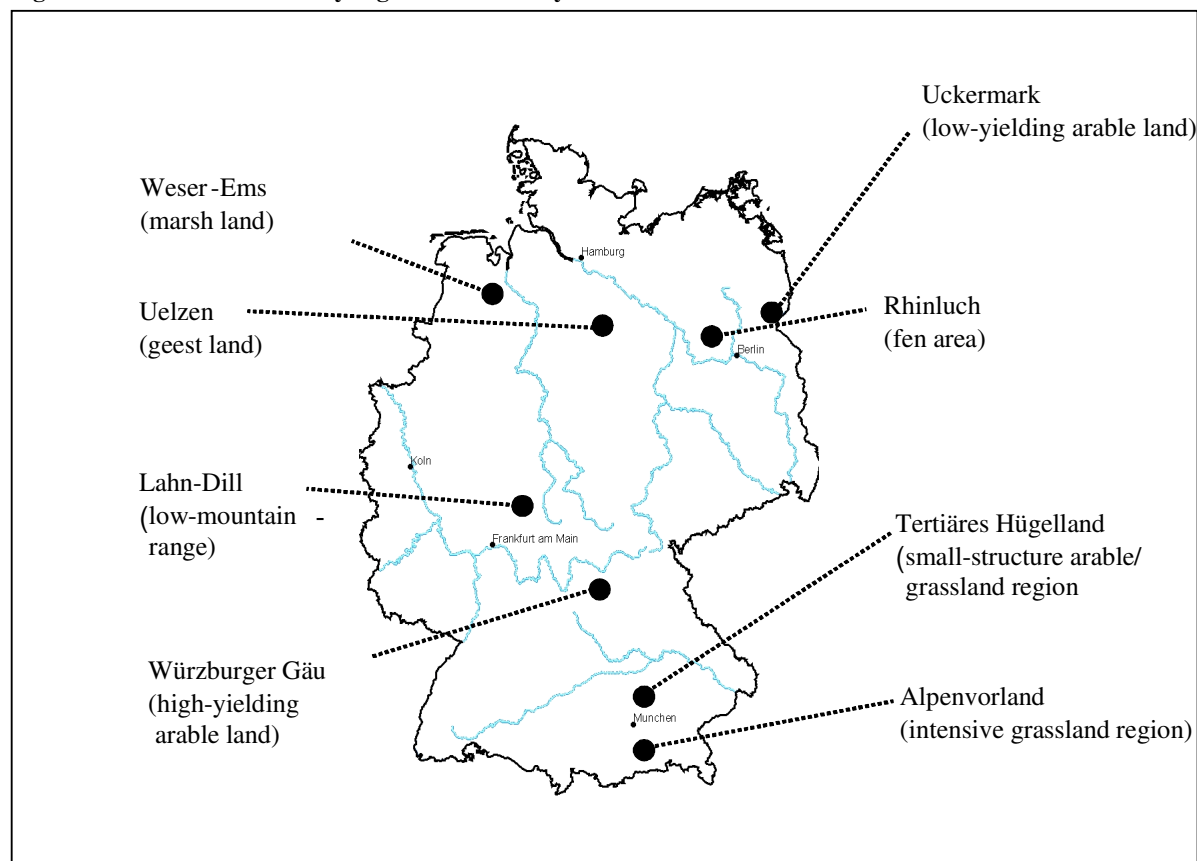 Uckermark
(low-yielding arable land)
Weser-Ems
(marsh land)
Hamburg
Uelzen
(geest land)
Rhinluch
(fen area)
Berlin
Koln
Lahn-Dill
(low-mountain -
range)
Frankfurt am Main
Tertiäres Hügelland
(small-structure arable/
grassland region
Würzburger Gäu
(high-yielding
arable land)
Munchen
Alpenvorland
(intensive grassland region)